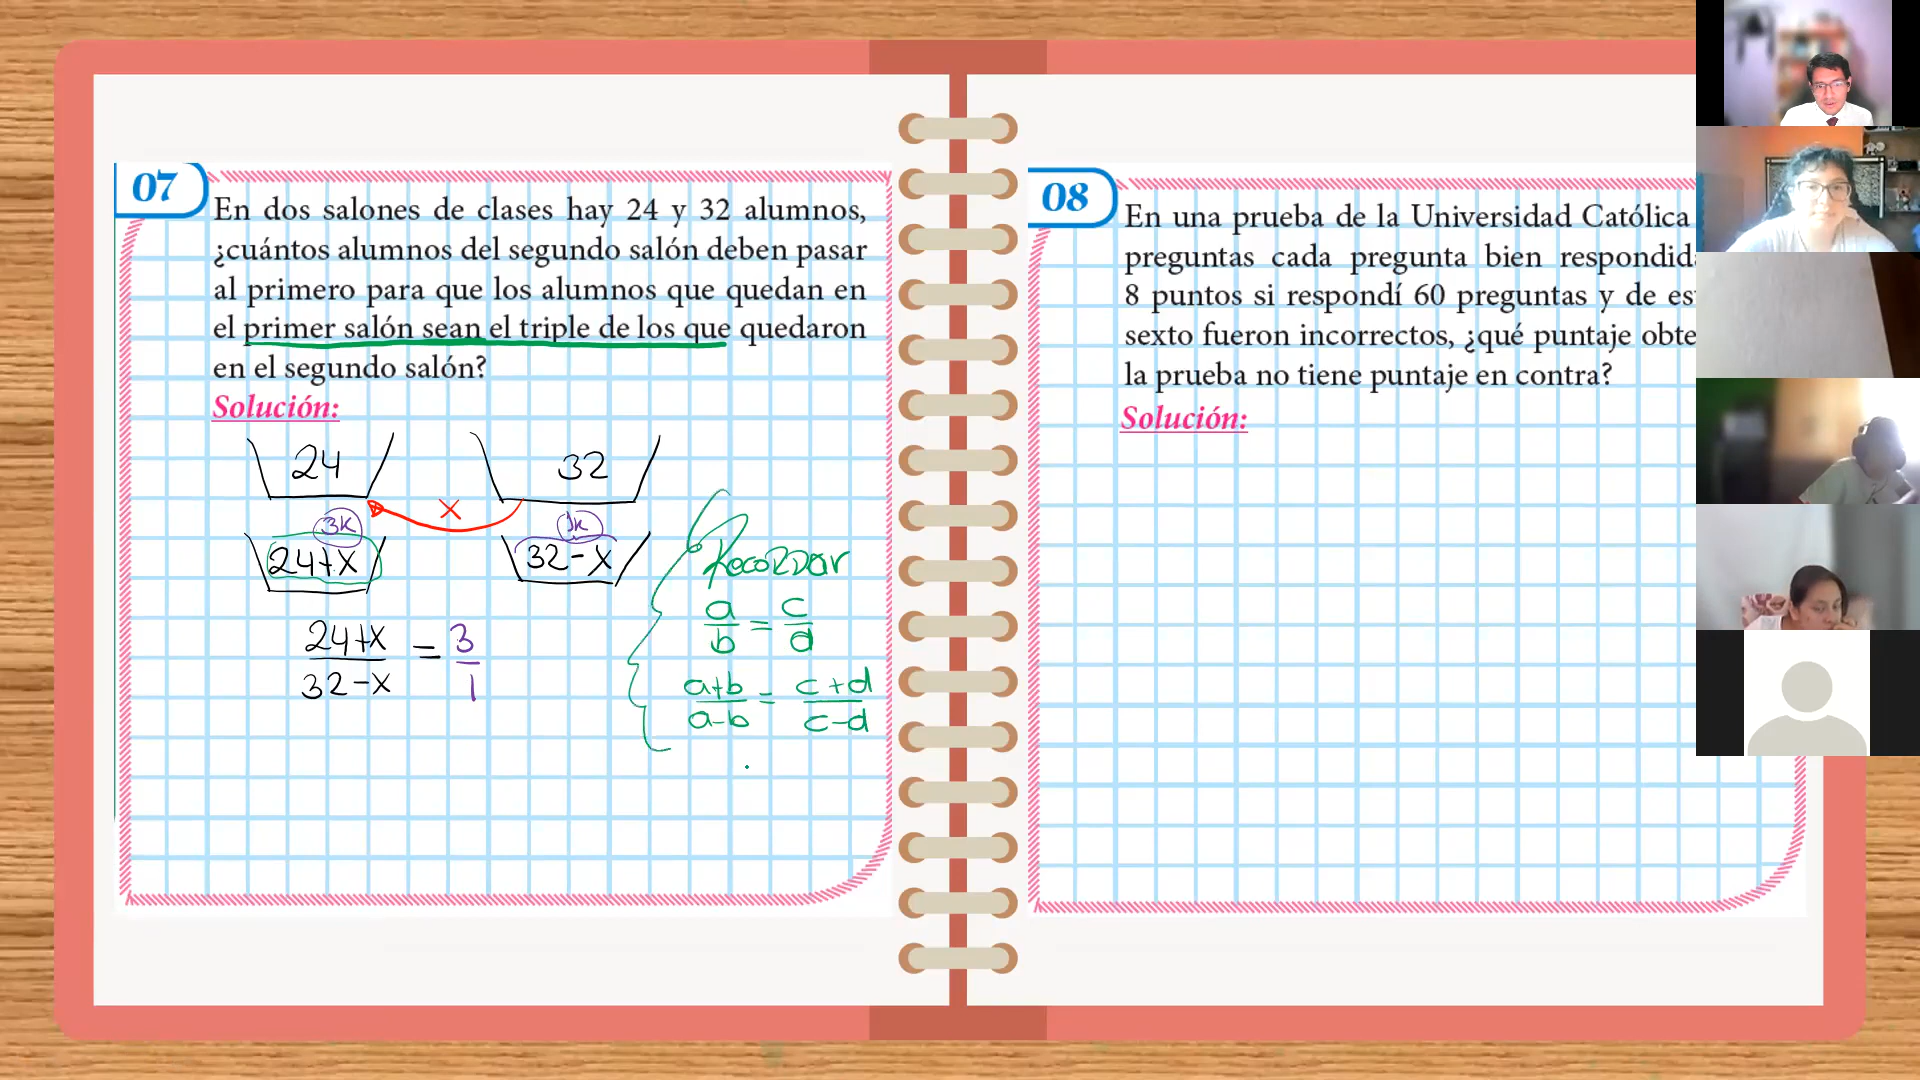 07
En dos salones de clases hay 24 y 32 alumnos,
¿cuántos alumnos del segundo salón deben pasar
al primero para que los alumnos que quedan en
el primer salón sean el triple de los que quedaron
en el segundo salón?
Solución:
24 32
x
3k 1k
24+x 32-x
24+x / 32-x = 3 / 1
Recordar
a / b = c / d
a+b / a-b = c+d / c-d
08
En una prueba de la Universidad Católica
preguntas cada pregunta bien respondida
8 puntos si respondí 60 preguntas y de es
sexto fueron incorrectos, ¿qué puntaje obte
la prueba no tiene puntaje en contra?
Solución: